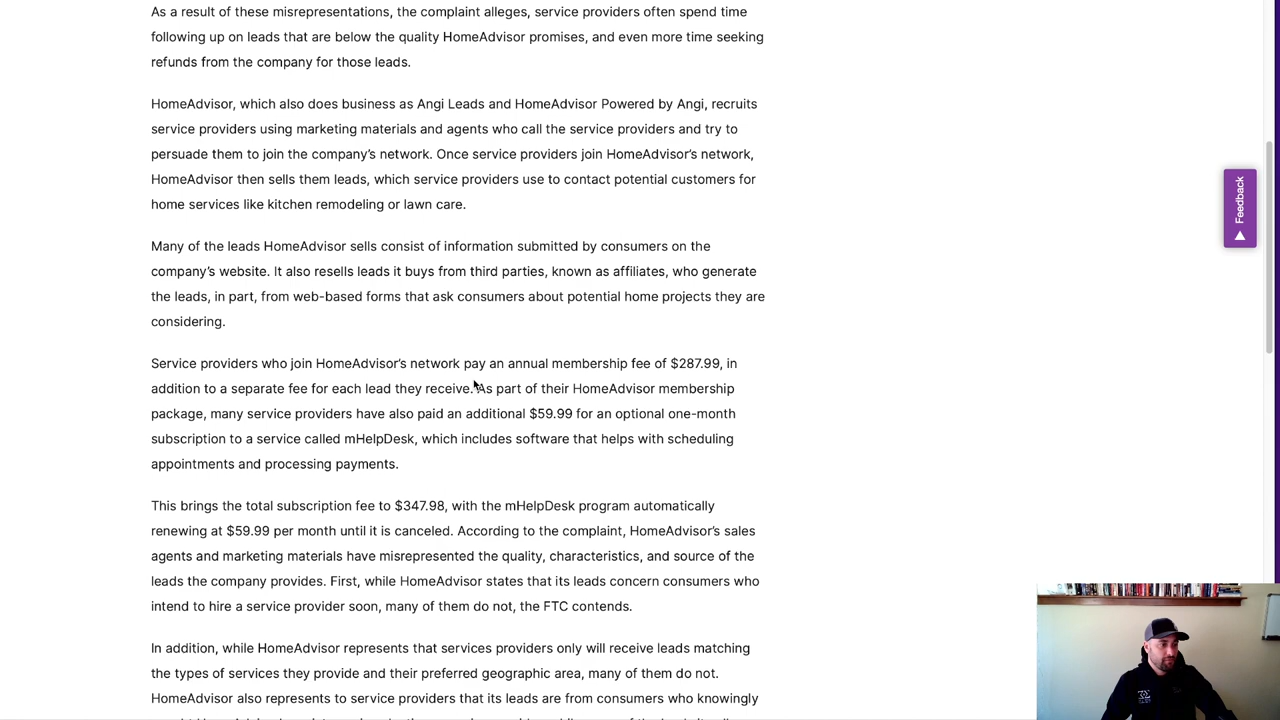 As a result of these misrepresentations, the complaint alleges, service providers often spend time
following up on leads that are below the quality HomeAdvisor promises, and even more time seeking
refunds from the company for those leads.
HomeAdvisor, which also does business as Angi Leads and HomeAdvisor Powered by Angi, recruits
service providers using marketing materials and agents who call the service providers and try to
persuade them to join the company’s network. Once service providers join HomeAdvisor’s network,
HomeAdvisor then sells them leads, which service providers use to contact potential customers for
home services like kitchen remodeling or lawn care.
Many of the leads HomeAdvisor sells consist of information submitted by consumers on the
company’s website. It also resells leads it buys from third parties, known as affiliates, who generate
the leads, in part, from web-based forms that ask consumers about potential home projects they are
considering.
Service providers who join HomeAdvisor’s network pay an annual membership fee of $287.99, in
addition to a separate fee for each lead they receive. As part of their HomeAdvisor membership
package, many service providers have also paid an additional $59.99 for an optional one-month
subscription to a service called mHelpDesk, which includes software that helps with scheduling
appointments and processing payments.
This brings the total subscription fee to $347.98, with the mHelpDesk program automatically
renewing at $59.99 per month until it is canceled. According to the complaint, HomeAdvisor’s sales
agents and marketing materials have misrepresented the quality, characteristics, and source of the
leads the company provides. First, while HomeAdvisor states that its leads concern consumers who
intend to hire a service provider soon, many of them do not, the FTC contends.
In addition, while HomeAdvisor represents that services providers only will receive leads matching
the types of services they provide and their preferred geographic area, many of them do not.
HomeAdvisor also represents to service providers that its leads are from consumers who knowingly
Feedback